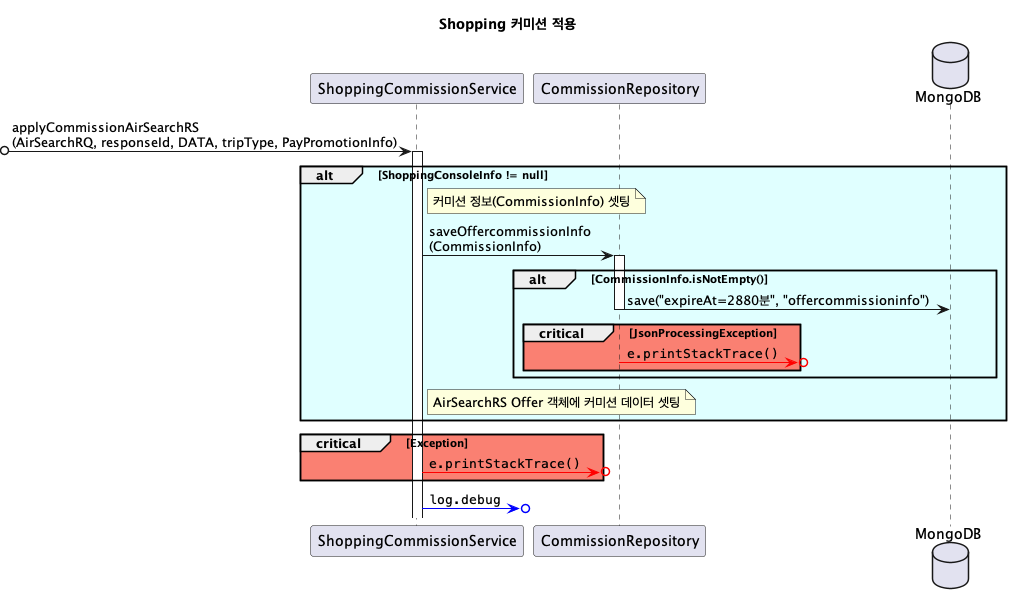 Shopping 커미션 적용
ShoppingCommissionService
CommissionRepository
MongoDB
applyCommissionAirSearchRS
(AirSearchRQ, responseId, DATA, tripType, PayPromotionInfo)
alt
[ShoppingConsoleInfo != null]
커미션 정보(CommissionInfo) 셋팅
saveOffercommissionInfo
(CommissionInfo)
alt
[CommissionInfo.isNotEmpty()]
save("expireAt=2880분", "offercommissioninfo")
critical
[JsonProcessingException]
e.printStackTrace()
AirSearchRS Offer 객체에 커미션 데이터 셋팅
critical
[Exception]
e.printStackTrace()
log.debug
ShoppingCommissionService
CommissionRepository
MongoDB